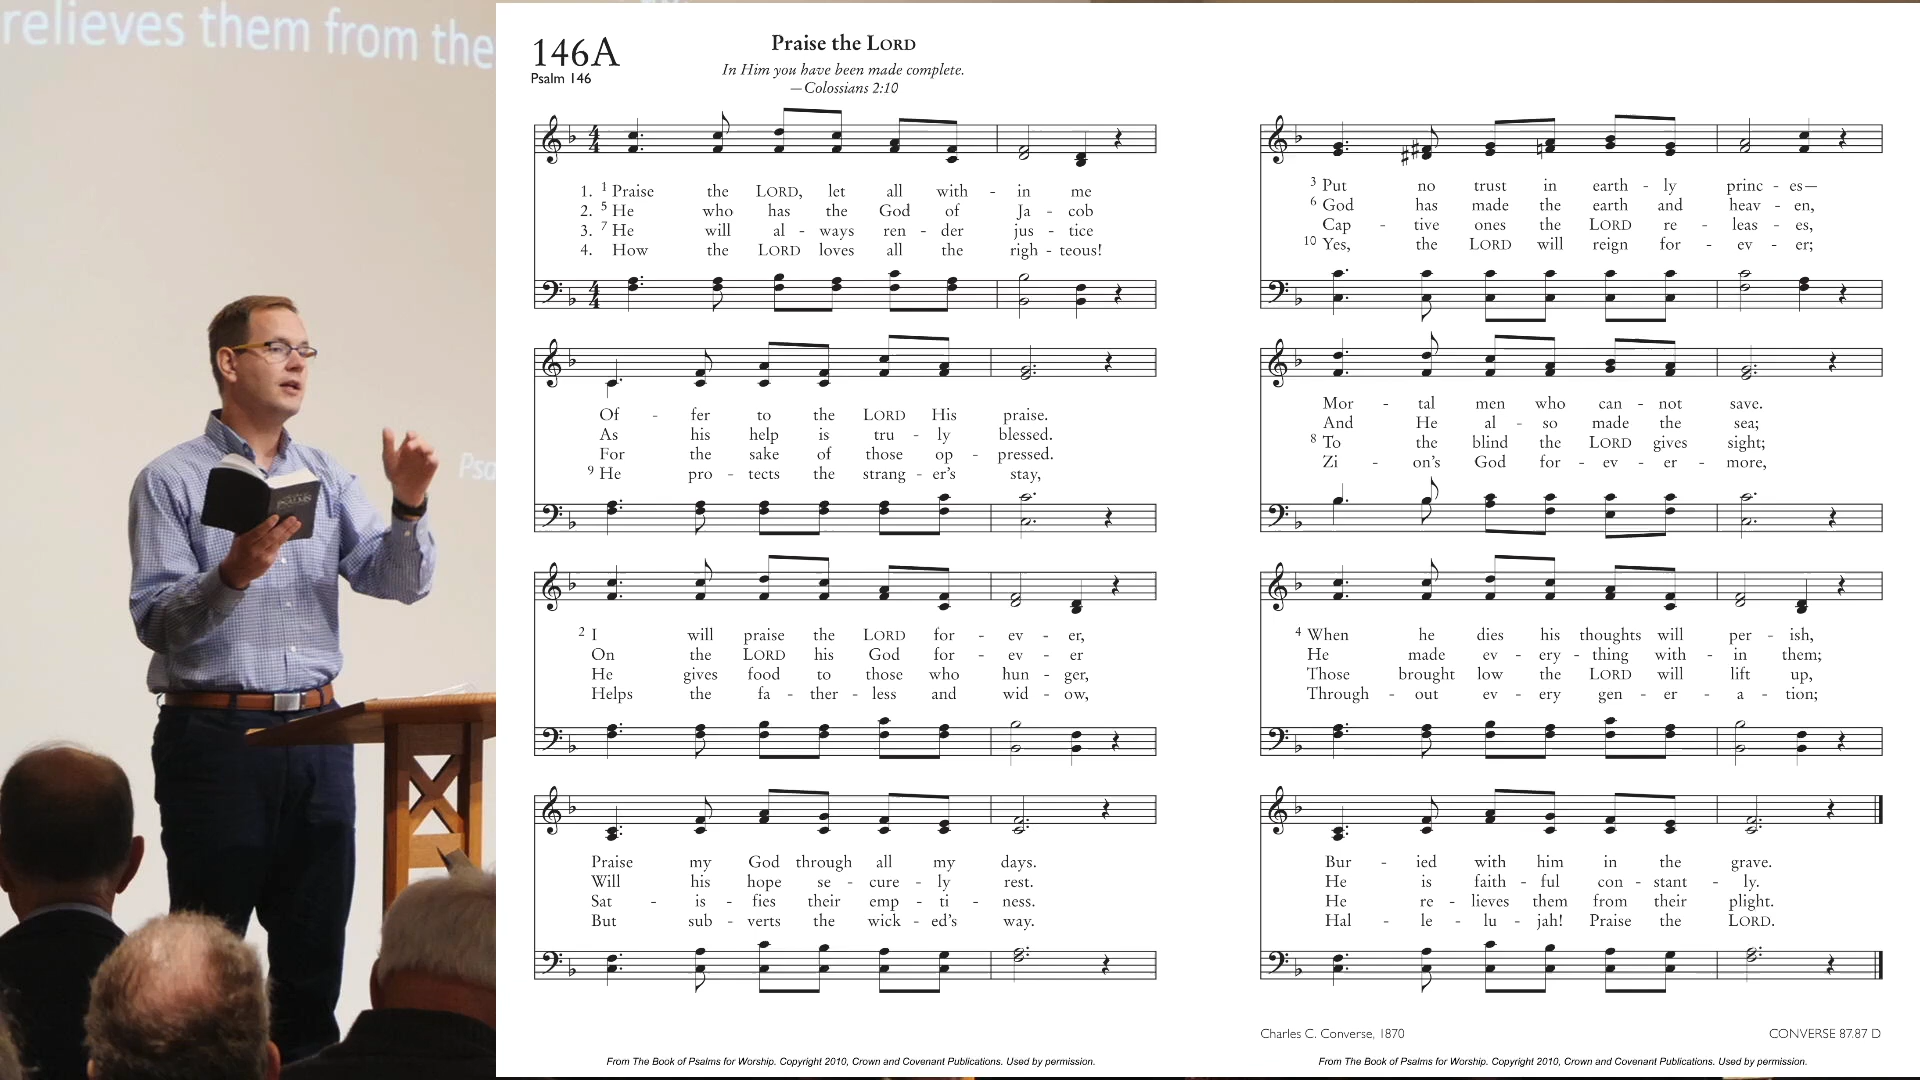 relieves them from the
Psa
PSALMS
146A
Psalm 146
Praise the LORD
In Him you have been made complete.
—Colossians 2:10
1. 1 Praise the LORD, let all with - in me
2. 5 He who has the God of Ja - cob
3. 7 He will al - ways ren - der jus - tice
4. How the LORD loves all the righ - teous!
Of - fer to the LORD His praise.
As his help is tru - ly blessed.
For the sake of those op - pressed.
9 He pro - tects the strang - er's stay,
2 I will praise the LORD for - ev - er,
On the LORD his God for - ev - er
He gives food to those who hun - ger,
Helps the fa - ther - less and wid - ow,
Praise my God through all my days.
Will his hope se - cure - ly rest.
Sat - is - fies their emp - ti - ness.
But sub - verts the wick - ed's way.
From The Book of Psalms for Worship. Copyright 2010, Crown and Covenant Publications. Used by permission.
3 Put no trust in earth - ly princ - es—
6 God has made the earth and heav - en,
Cap - tive ones the LORD re - leas - es,
10 Yes, the LORD will reign for - ev - er;
Mor - tal men who can - not save.
And He al - so made the sea;
8 To the blind the LORD gives sight;
Zi - on's God for - ev - er - more,
4 When he dies his thoughts will per - ish,
He made ev - ery - thing with - in them;
Those brought low the LORD will lift up,
Through - out ev - ery gen - er - a - tion;
Bur - ied with him in the grave.
He is faith - ful con - stant - ly.
He re - lieves them from their plight.
Hal - le - lu - jah! Praise the LORD.
Charles C. Converse, 1870
CONVERSE 87.87 D
From The Book of Psalms for Worship. Copyright 2010, Crown and Covenant Publications. Used by permission.